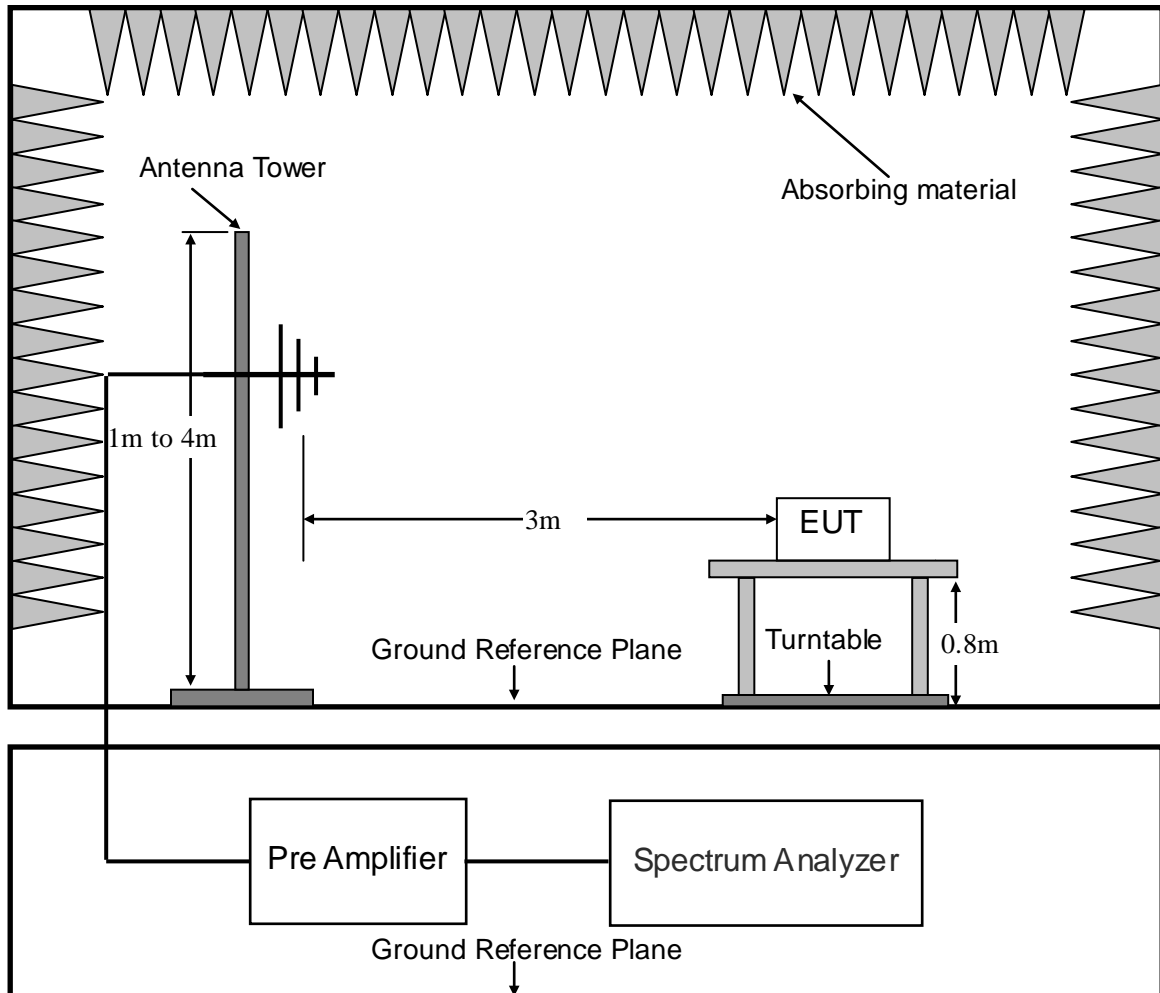 Antenna Tower
Absorbing material
1m to 4m
3m
EUT
Turntable
0.8m
Ground Reference Plane
Pre Amplifier
Spectrum Analyzer
Ground Reference Plane